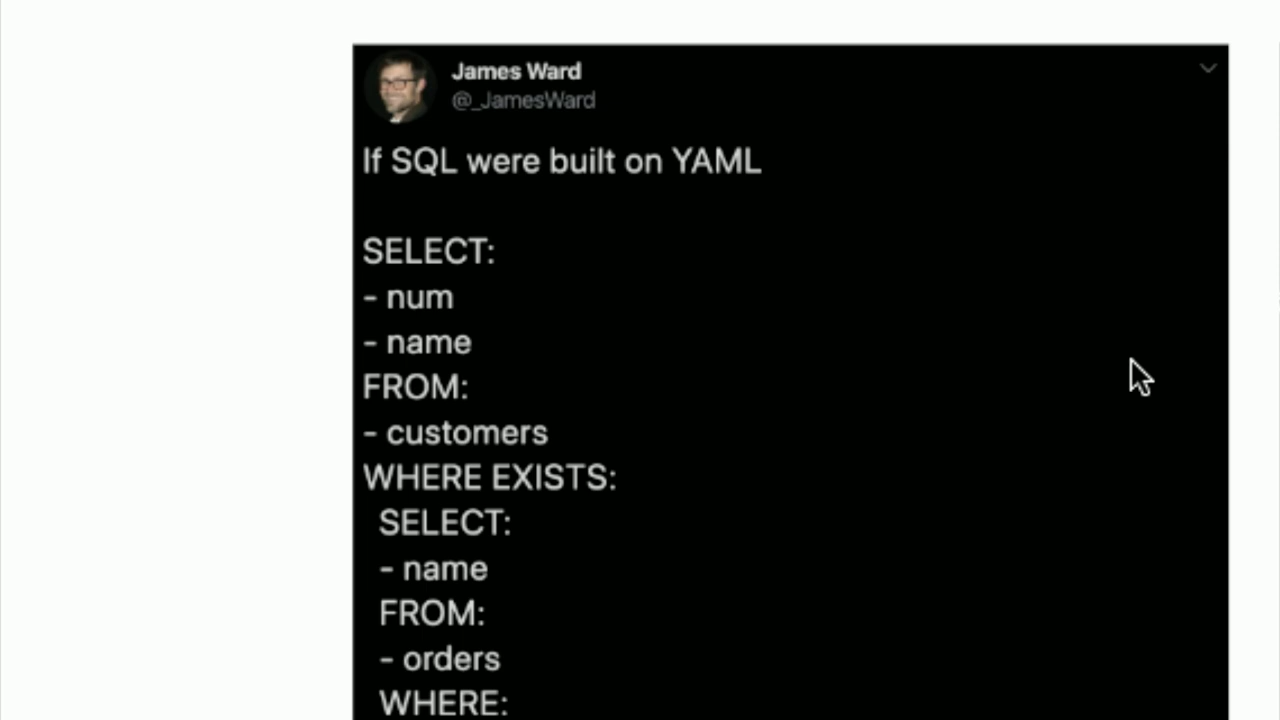 James Ward
@_JamesWard
If SQL were built on YAML
SELECT:
- num
- name
FROM:
- customers
WHERE EXISTS:
SELECT:
- name
FROM:
- orders
WHERE: